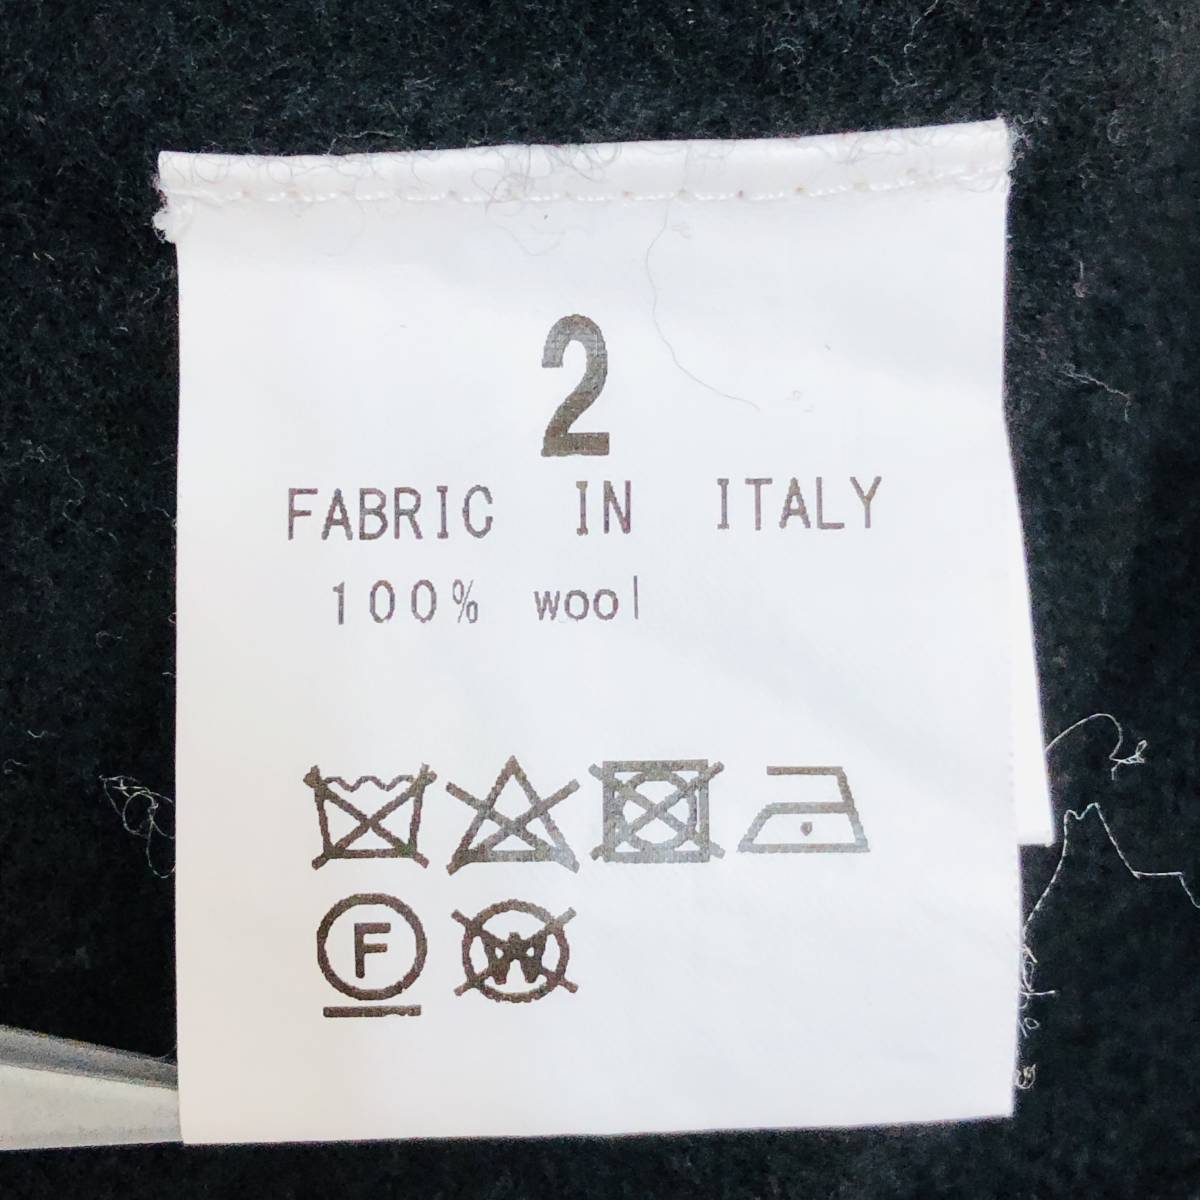 2
FABRIC IN ITALY
100% wool
F W